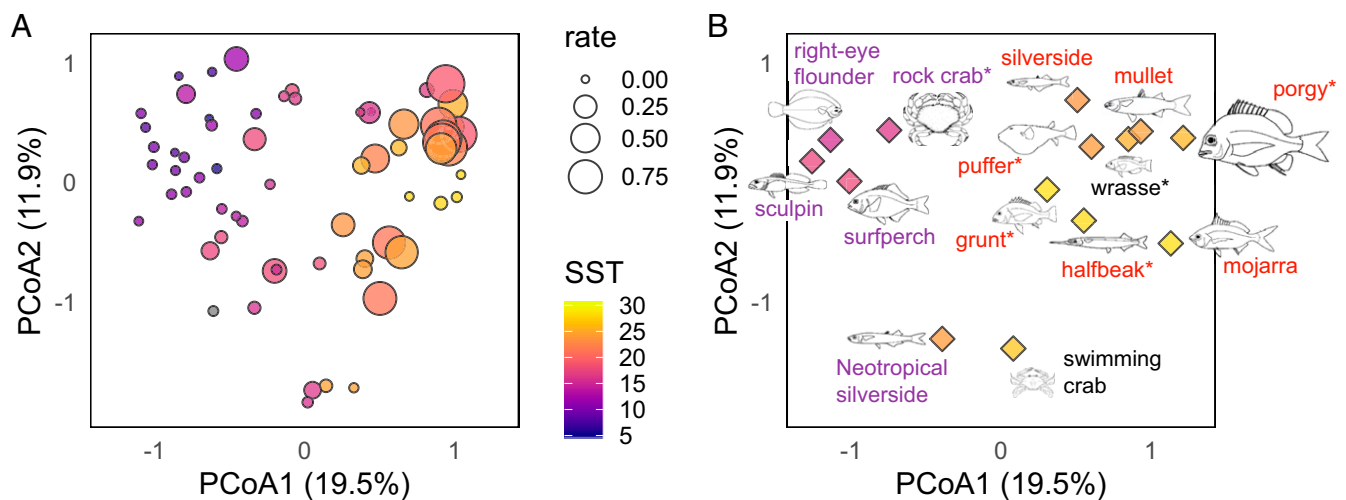 A
PCoA2 (11.9%)
1
0
-1
-1
0
1
PCoA1 (19.5%)
rate
0.00
0.25
0.50
0.75
SST
30
25
20
15
10
5
B
PCoA2 (11.9%)
1
0
-1
-1
0
1
PCoA1 (19.5%)
right-eye
flounder
rock crab*
silverside
mullet
porgy*
puffer*
wrasse*
sculpin
surfperch
grunt*
halfbeak*
mojarra
Neotropical
silverside
swimming
crab